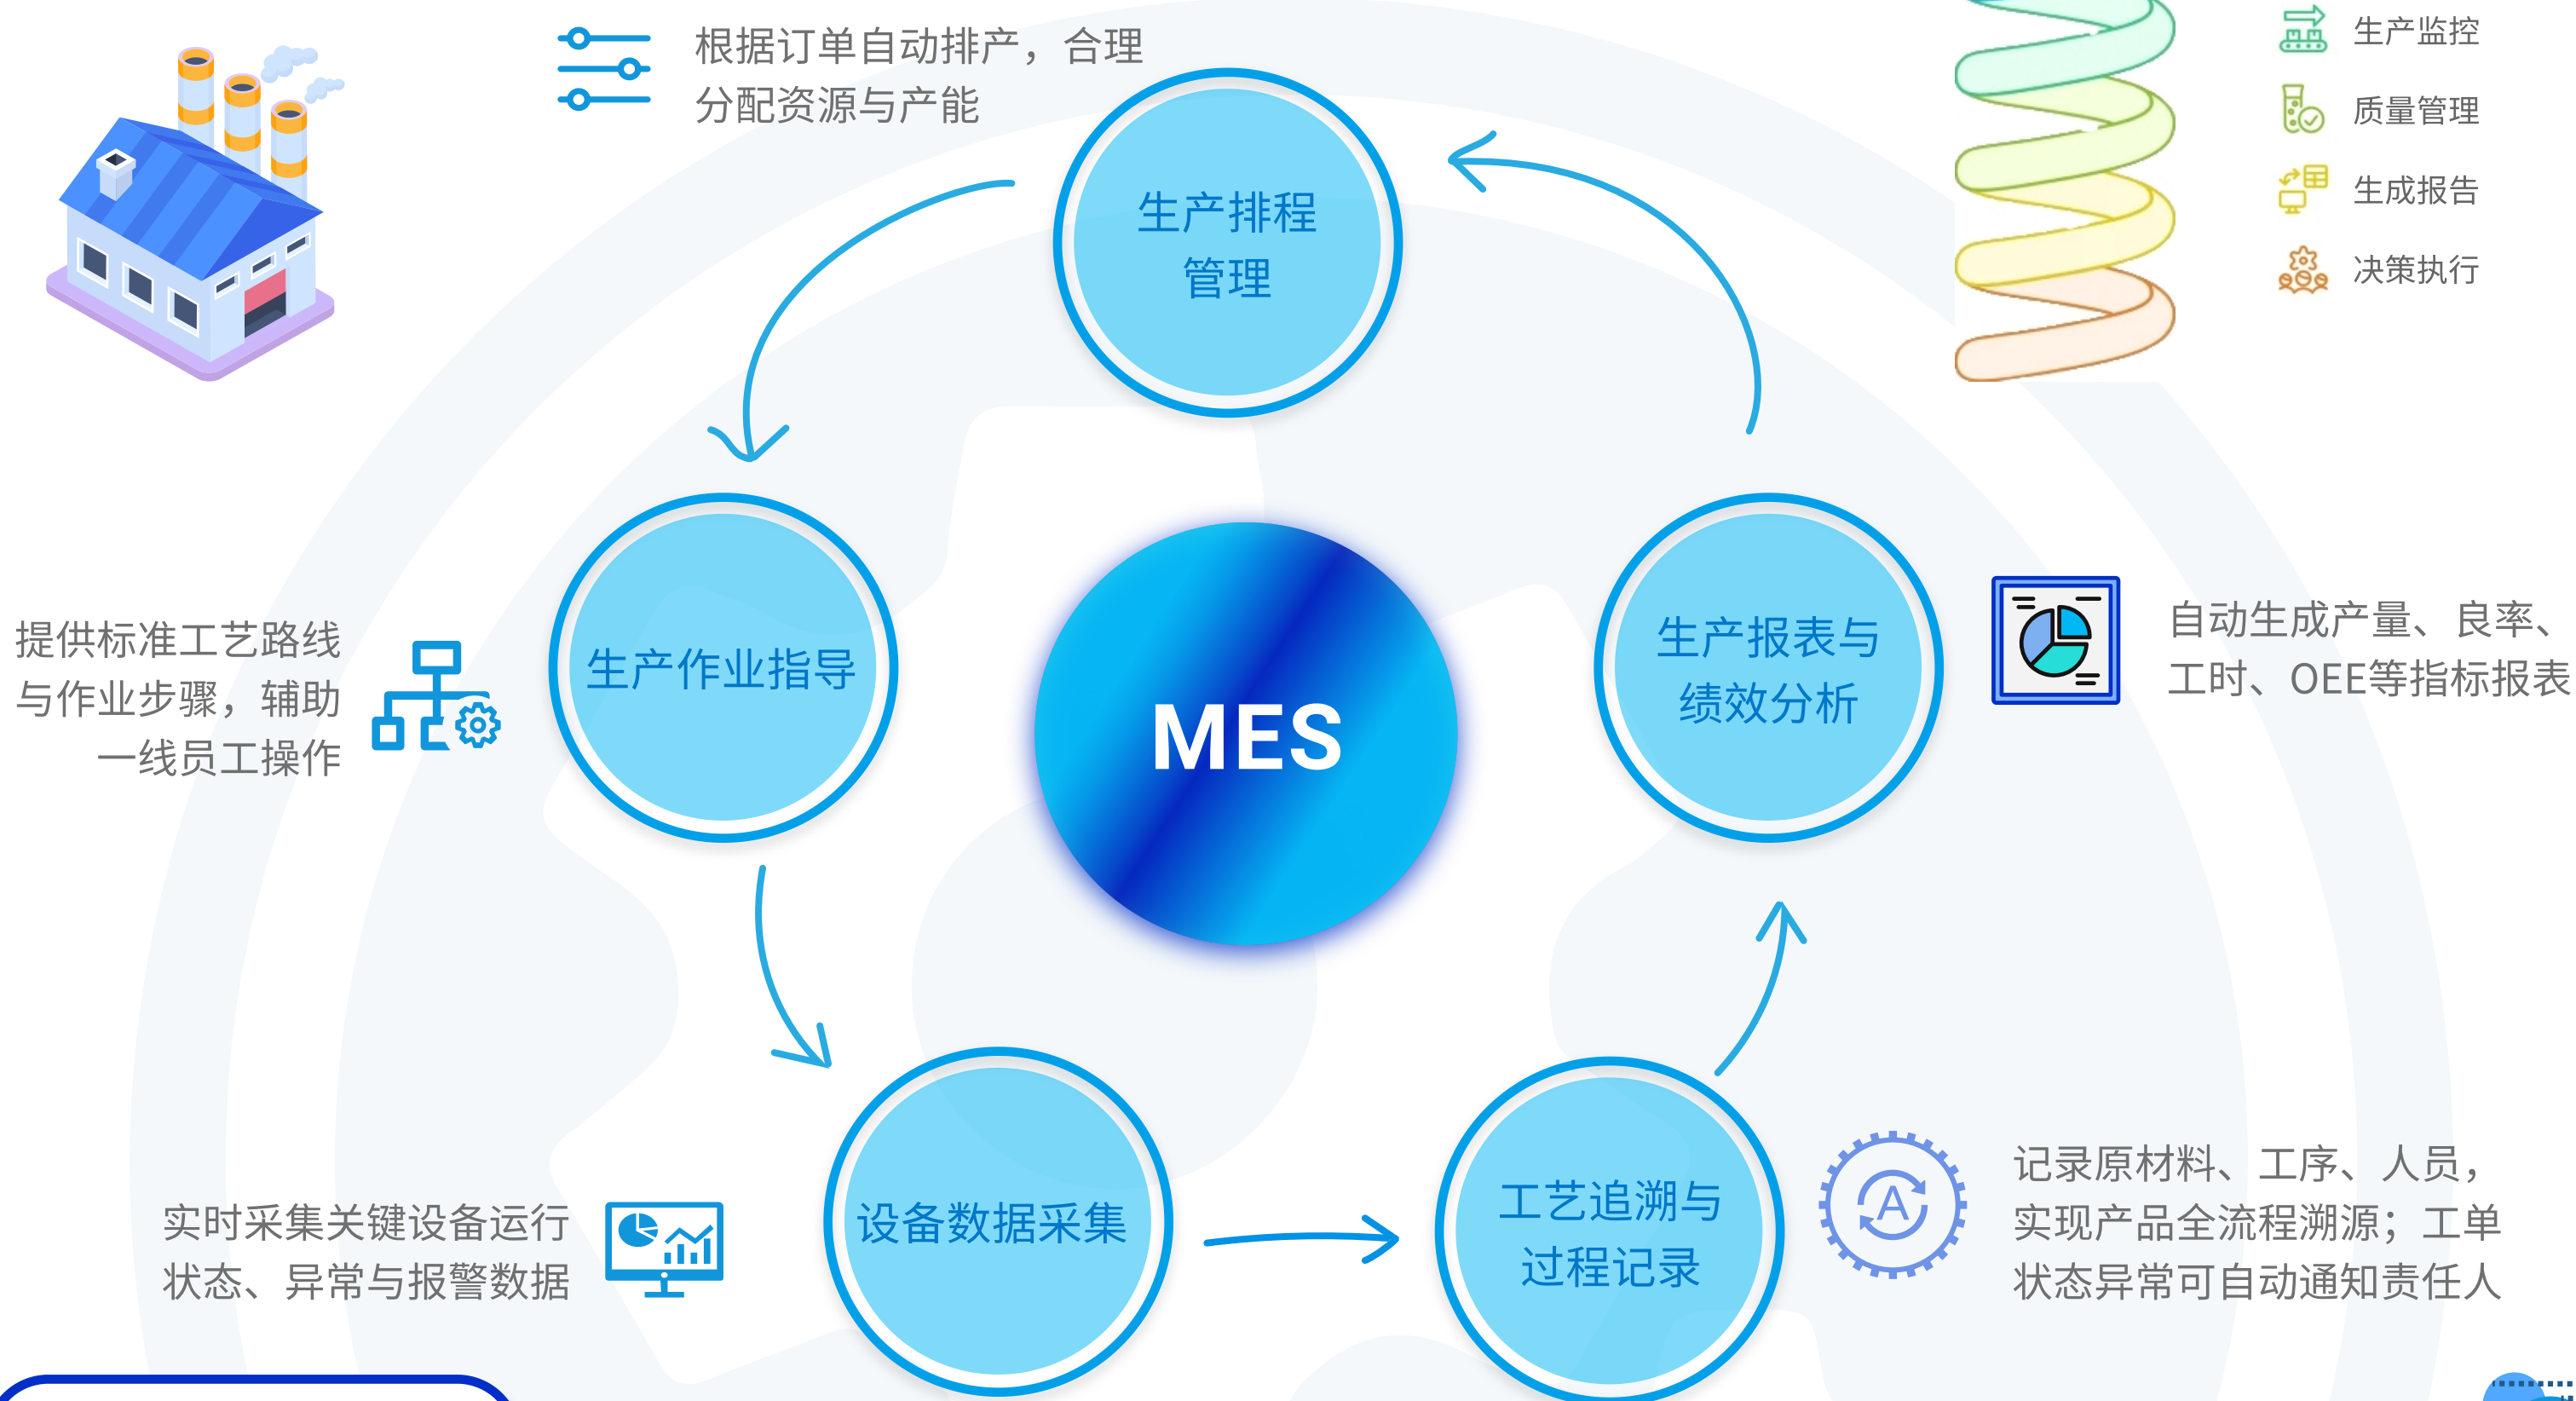 根据订单自动排产，合理
分配资源与产能
生产监控
质量管理
生成报告
决策执行
生产排程
管理
提供标准工艺路线
与作业步骤，辅助
一线员工操作
生产作业指导
MES
生产报表与
绩效分析
自动生成产量、良率、
工时、OEE等指标报表
实时采集关键设备运行
状态、异常与报警数据
设备数据采集
工艺追溯与
过程记录
A
记录原材料、工序、人员，
实现产品全流程溯源；工单
状态异常可自动通知责任人